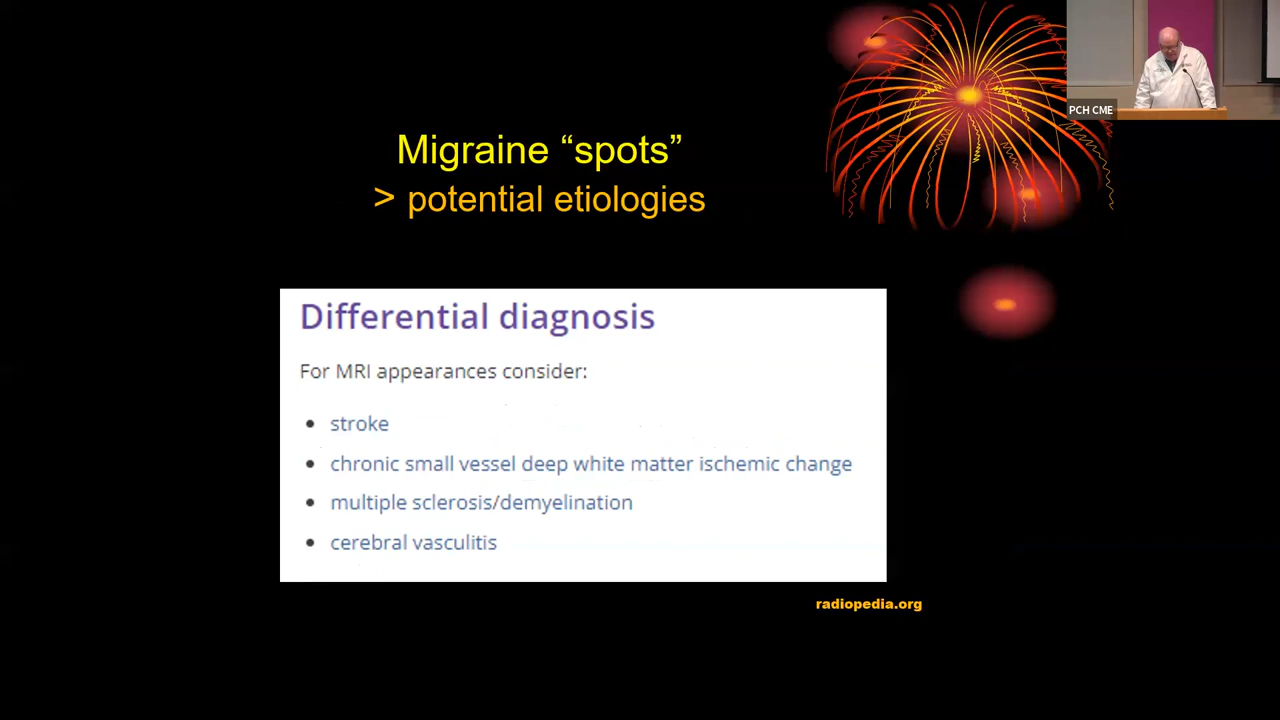 PCH CME
Migraine “spots”
> potential etiologies
Differential diagnosis
For MRI appearances consider:
• stroke
• chronic small vessel deep white matter ischemic change
• multiple sclerosis/demyelination
• cerebral vasculitis
radiopedia.org